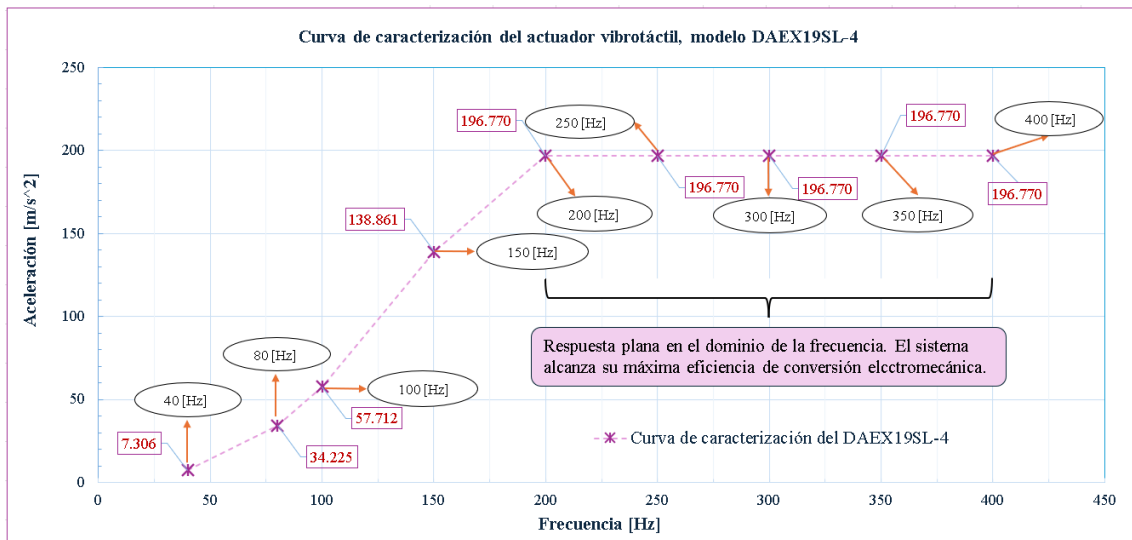 Curva de caracterización del actuador vibrotáctil, modelo DAEX19SL-4
Aceleración [m/s^2]
250
200
150
100
50
0
196.770
250 [Hz]
196.770
400 [Hz]
196.770
196.770
196.770
200 [Hz]
300 [Hz]
350 [Hz]
138.861
150 [Hz]
80 [Hz]
40 [Hz]
100 [Hz]
7.306
34.225
57.712
Respuesta plana en el dominio de la frecuencia. El sistema
alcanza su máxima eficiencia de conversión elcctromecánica.
Curva de caracterización del DAEX19SL-4
0
50
100
150
200
250
300
350
400
450
Frecuencia [Hz]